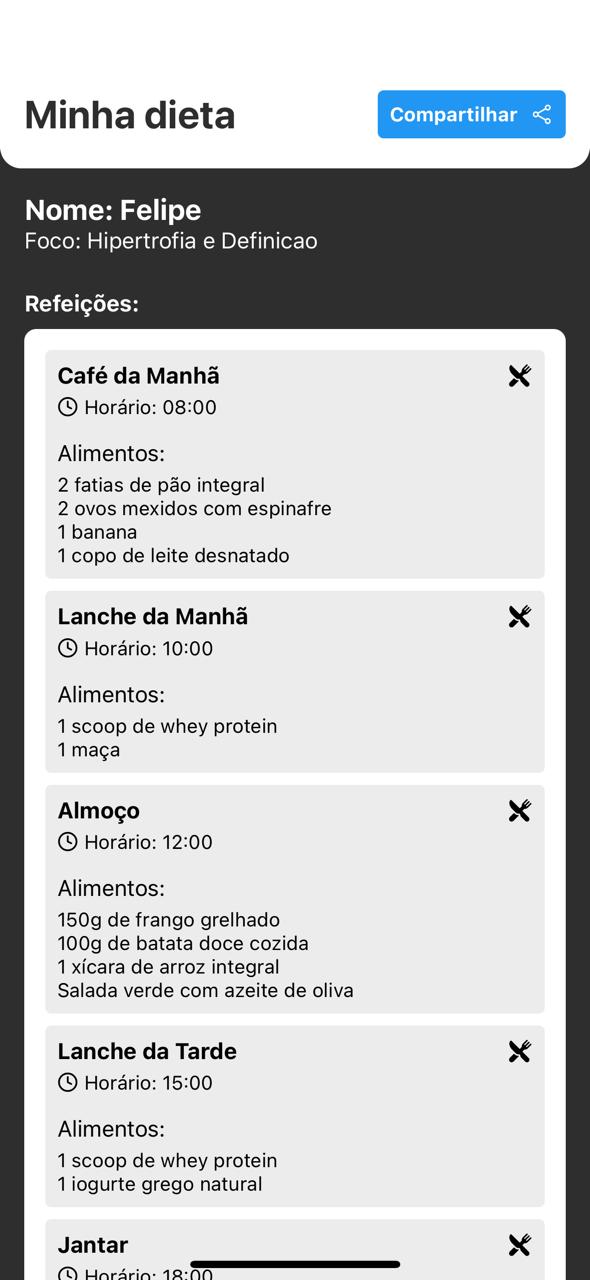 Minha dieta
Compartilhar
Nome: Felipe
Foco: Hipertrofia e Definicao
Refeições:
Café da Manhã
Horário: 08:00
Alimentos:
2 fatias de pão integral
2 ovos mexidos com espinafre
1 banana
1 copo de leite desnatado
Lanche da Manhã
Horário: 10:00
Alimentos:
1 scoop de whey protein
1 maça
Almoço
Horário: 12:00
Alimentos:
150g de frango grelhado
100g de batata doce cozida
1 xícara de arroz integral
Salada verde com azeite de oliva
Lanche da Tarde
Horário: 15:00
Alimentos:
1 scoop de whey protein
1 iogurte grego natural
Jantar
Horário: 18:00